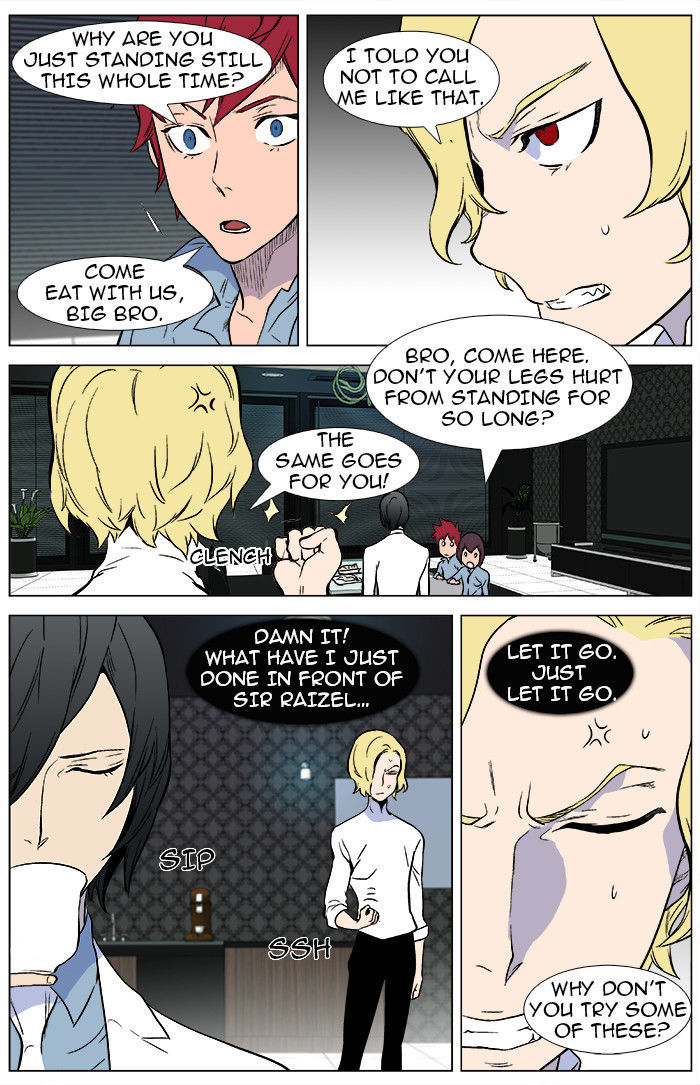 WHY ARE YOU
JUST STANDING STILL
THIS WHOLE TIME?
COME
EAT WITH US,
BIG BRO.
I TOLD YOU
NOT TO CALL
ME LIKE THAT.
BRO, COME HERE.
DON'T YOUR LEGS HURT
FROM STANDING FOR
SO LONG?
THE
SAME GOES
FOR YOU!
CLENCH
DAMN IT!
WHAT HAVE I JUST
DONE IN FRONT OF
SIR RAIZEL...
SIP
SSH
LET IT GO.
JUST
LET IT GO.
WHY DON'T
YOU TRY SOME
OF THESE?